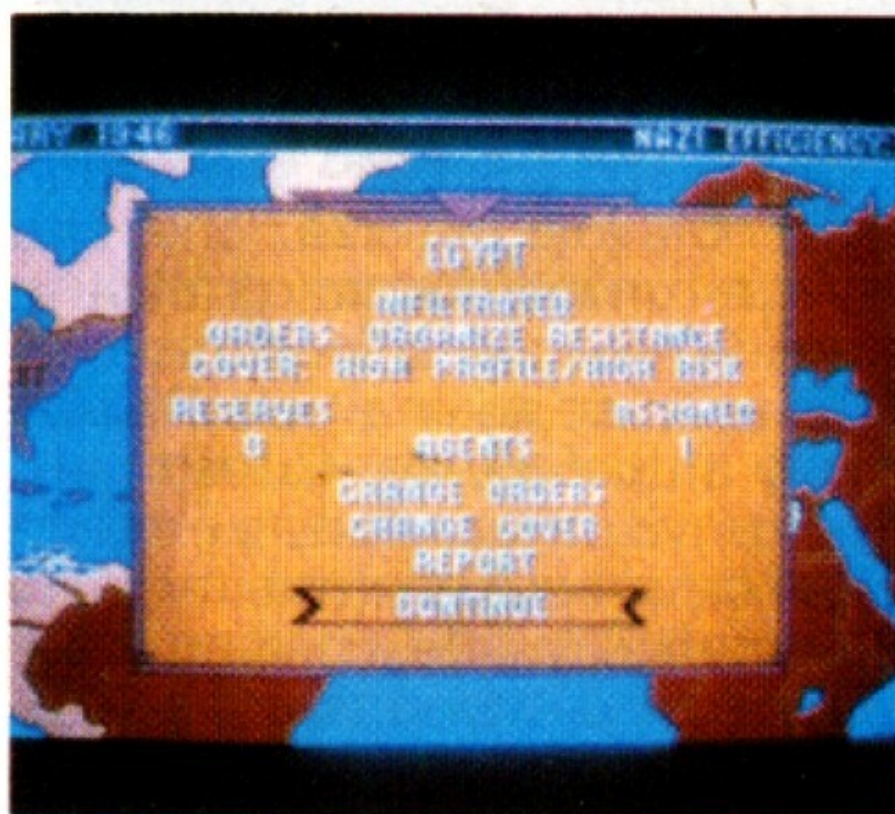 ARY 1946 NAZI EFFICIENCY:
EGYPT
INFILTRATED
ORDERS: ORGANIZE RESISTANCE
COVER: HIGH PROFILE/HIGH RISK
RESERVES ASSIGNED
AGENTS 1
CHANGE ORDERS
CHANGE COVER
REPORT
CONTINUE